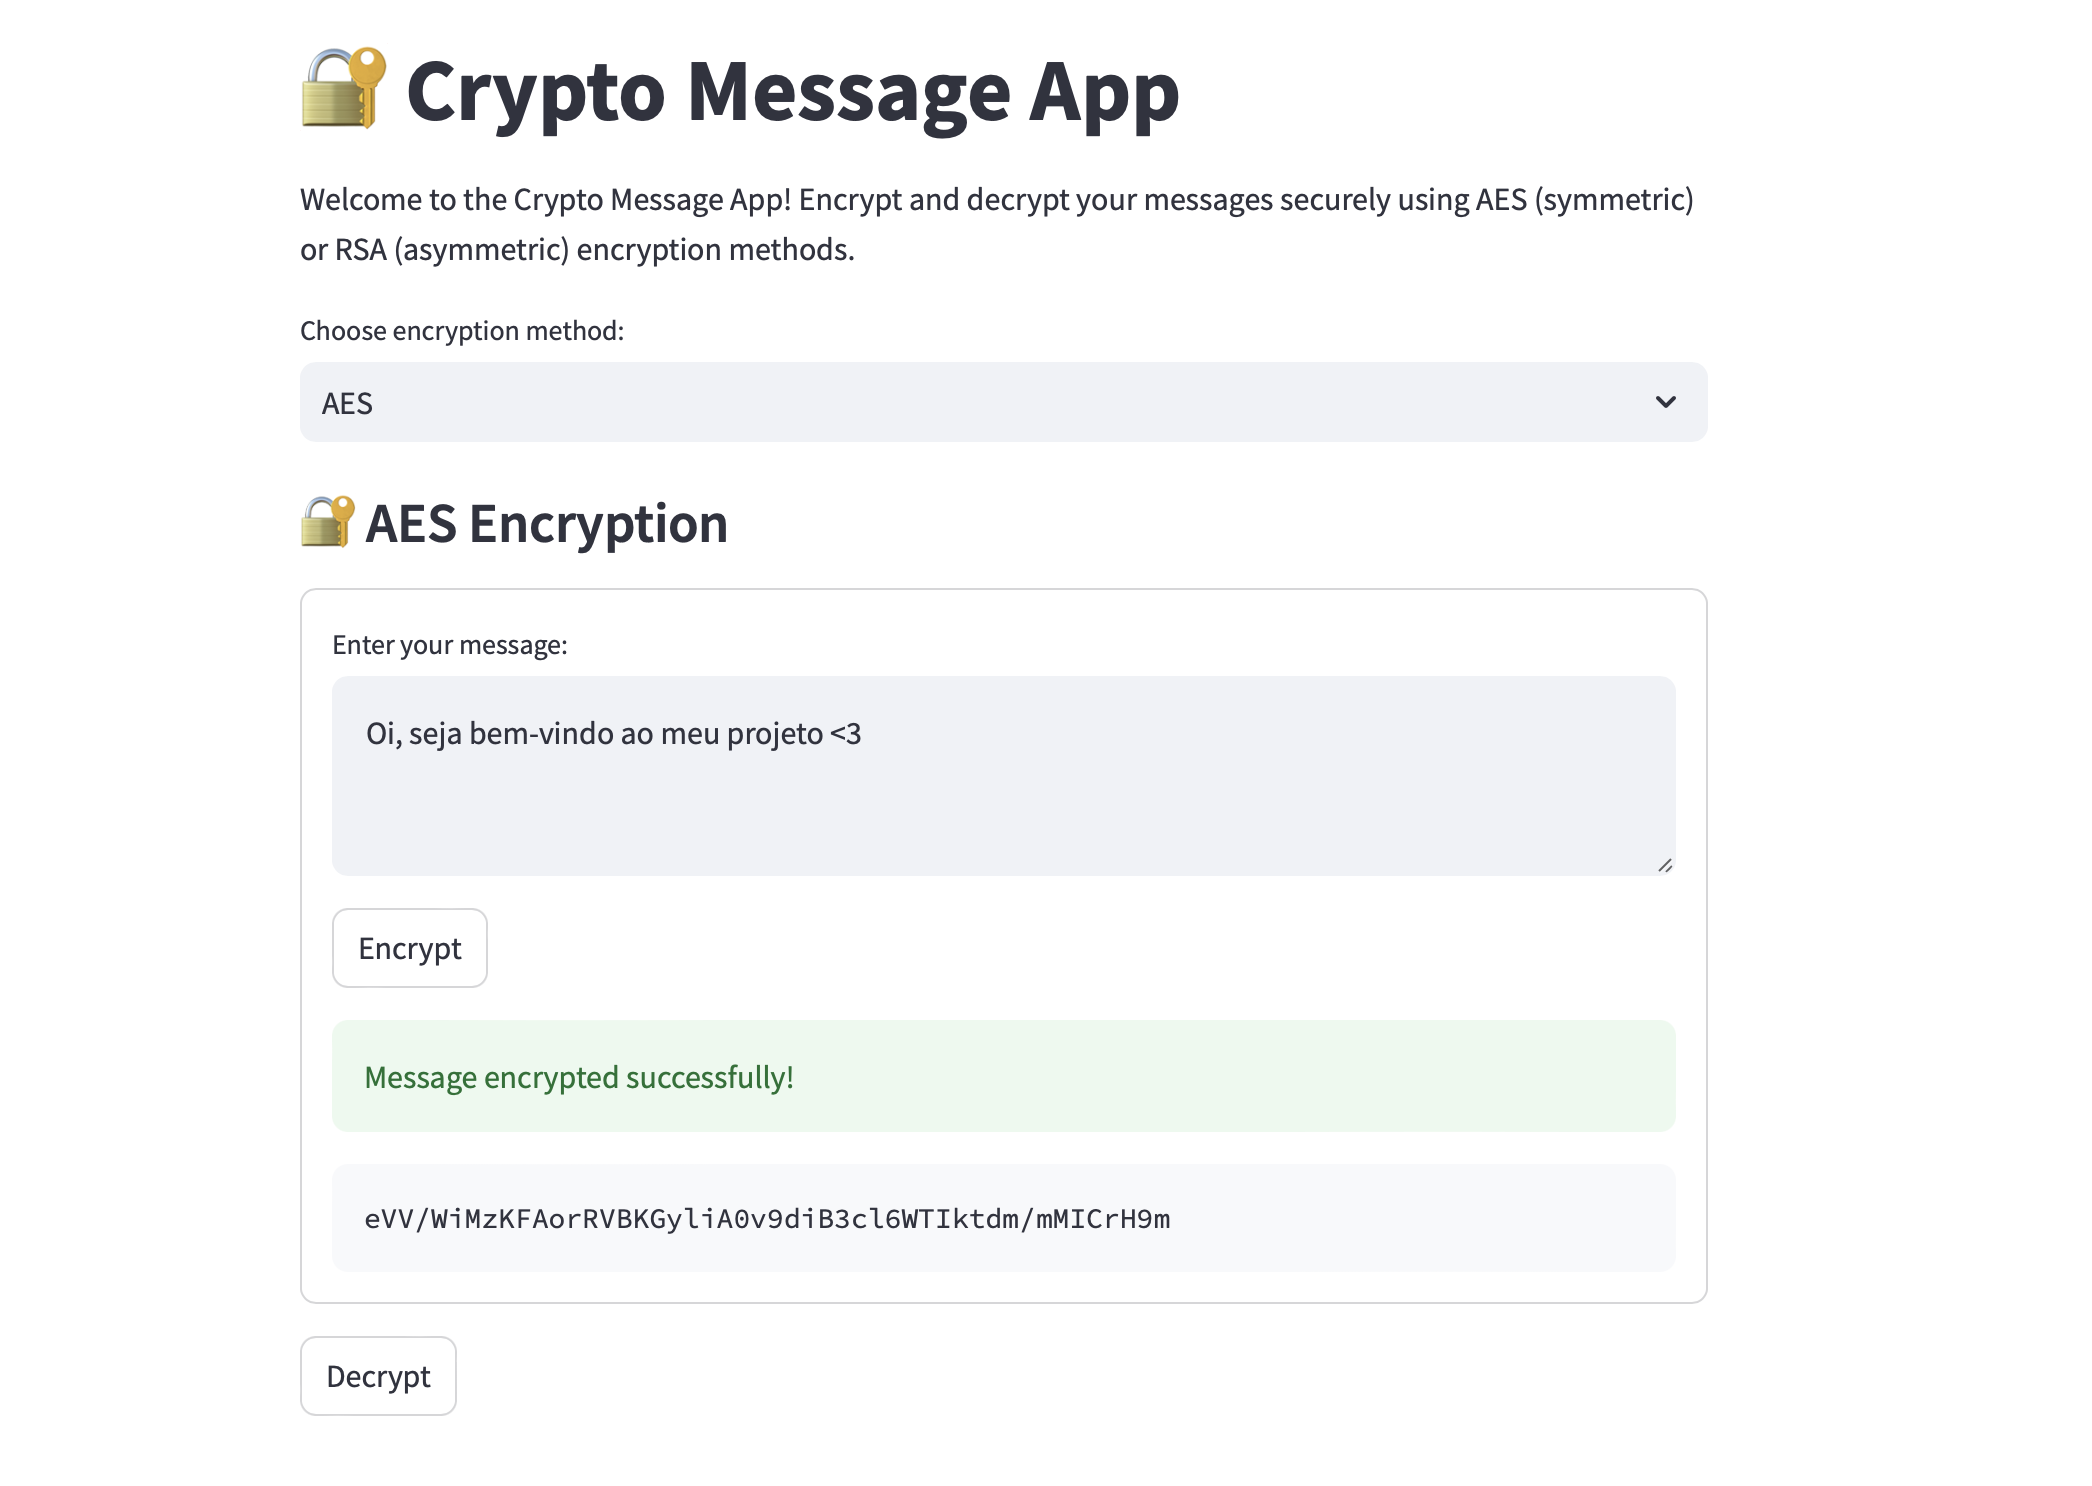 Crypto Message App
Welcome to the Crypto Message App! Encrypt and decrypt your messages securely using AES (symmetric)
or RSA (asymmetric) encryption methods.
Choose encryption method:
AES
AES Encryption
Enter your message:
Oi, seja bem-vindo ao meu projeto <3
Encrypt
Message encrypted successfully!
eVV/WiMzKFAorRVBKGyliA0v9diB3cl6WTIktdm/mMICrH9m
Decrypt